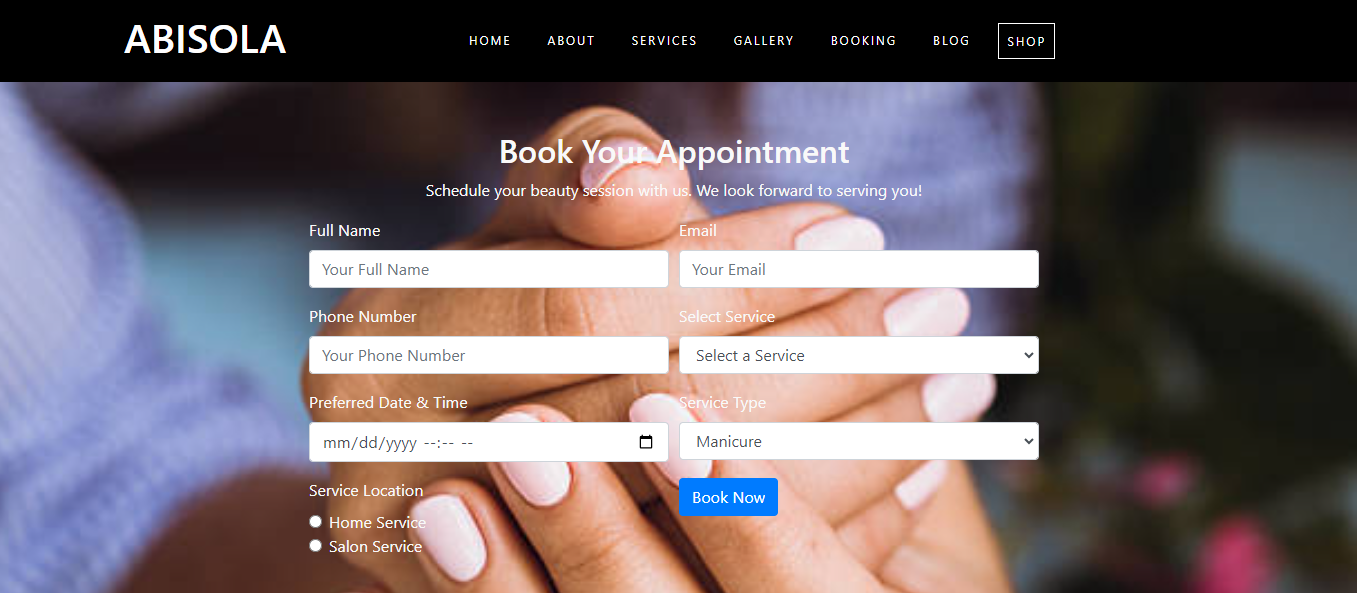 ABISOLA
HOME ABOUT SERVICES GALLERY BOOKING BLOG SHOP
Book Your Appointment
Schedule your beauty session with us. We look forward to serving you!
Full Name Email
Your Full Name Your Email
Phone Number Select Service
Your Phone Number Select a Service
Preferred Date & Time Service Type
mm/dd/yyyy --:-- -- Manicure
Service Location
Book Now
Home Service
Salon Service